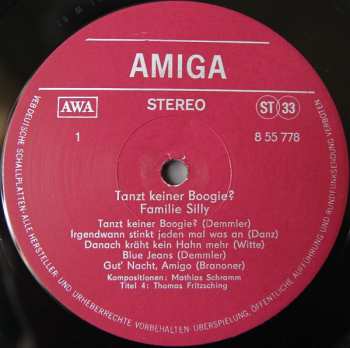 AMIGA
AWA
STEREO
ST 33
1
8 55 778
Tanzt keiner Boogie?
Familie Silly
Tanzt keiner Boogie? (Demmler)
Irgendwann stinkt jeden mal was an (Danz)
Danach kräht kein Hahn mehr (Witte)
Blue Jeans (Demmler)
Gut' Nacht, Amigo (Branoner)
Kompositionen: Mathias Schramm
Titel 4: Thomas Fritzsching
VEB DEUTSCHE SCHALLPLATTEN · ALLE HERSTELLER- UND URHEBERRECHTE VORBEHALTEN · ÜBERSPIELUNG, ÖFFENTLICHE AUFFÜHRUNG UND RUNDFUNKSENDUNG VERBOTEN